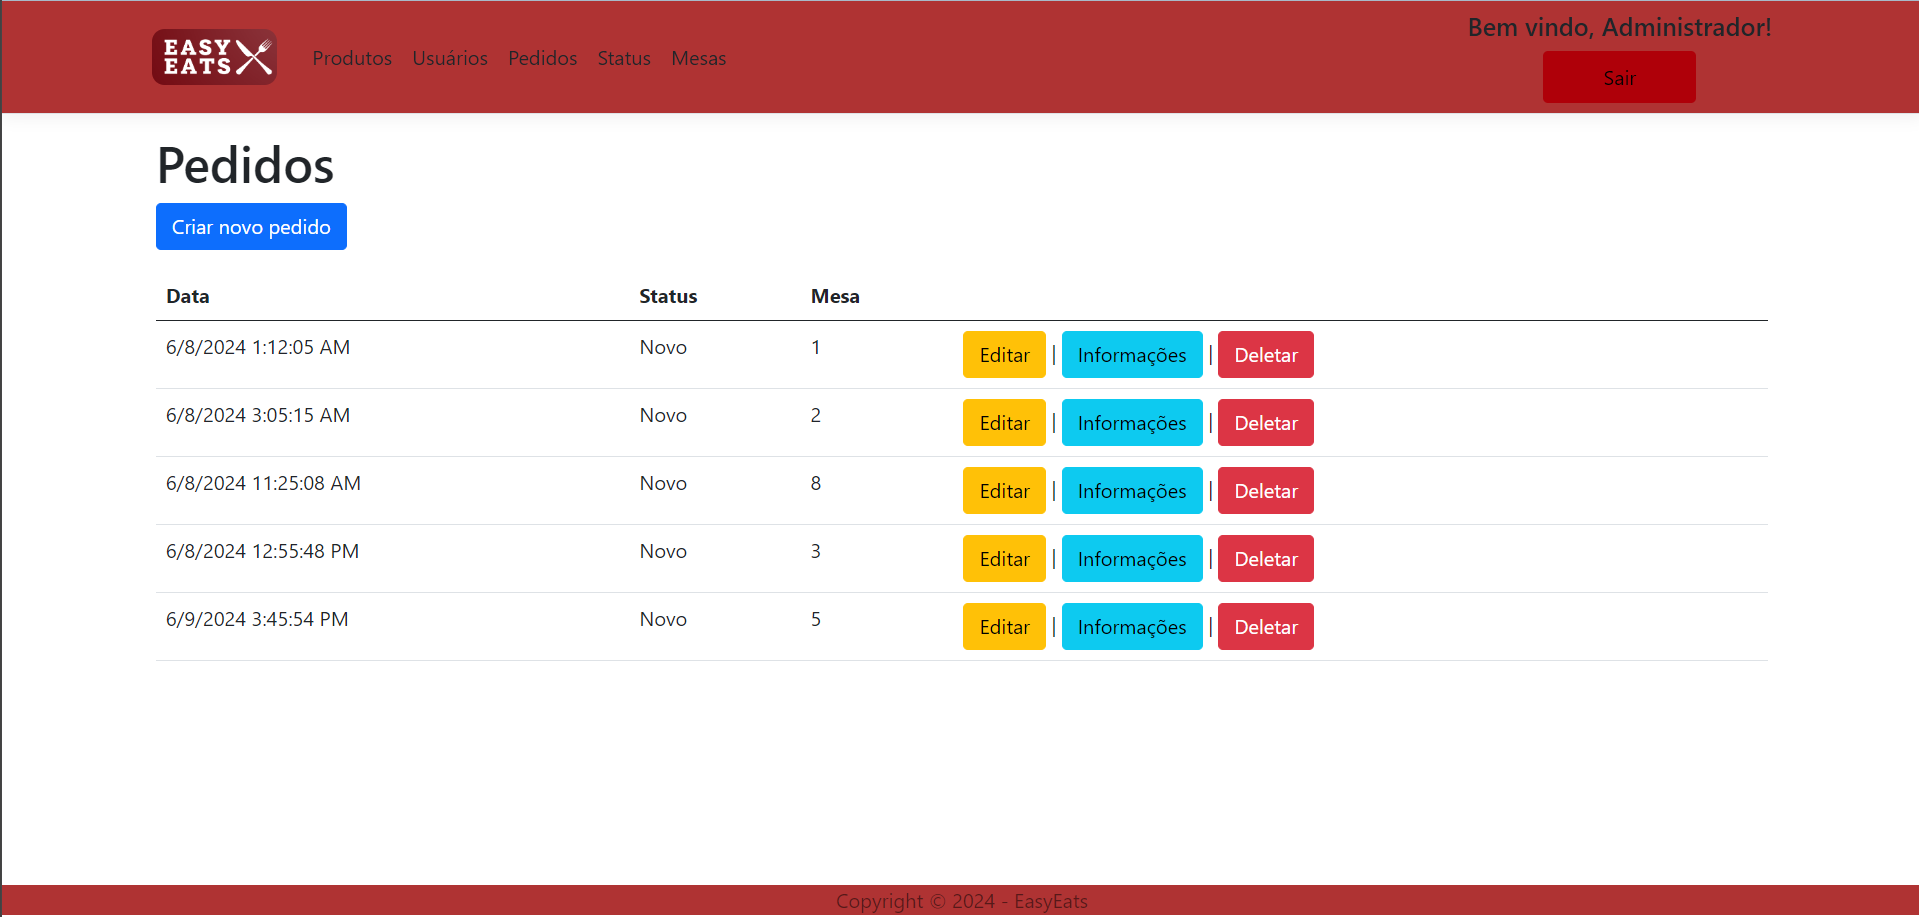 EASY
EATS
Produtos Usuários Pedidos Status Mesas
Bem vindo, Administrador!
Sair
Pedidos
Criar novo pedido
Data Status Mesa
6/8/2024 1:12:05 AM Novo 1 Editar | Informações | Deletar
6/8/2024 3:05:15 AM Novo 2 Editar | Informações | Deletar
6/8/2024 11:25:08 AM Novo 8 Editar | Informações | Deletar
6/8/2024 12:55:48 PM Novo 3 Editar | Informações | Deletar
6/9/2024 3:45:54 PM Novo 5 Editar | Informações | Deletar
Copyright © 2024 - EasyEats